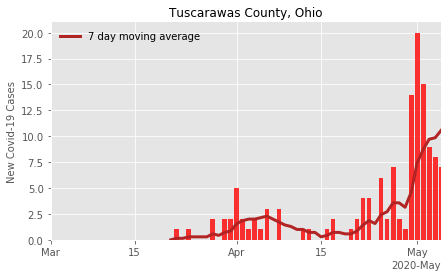 Tuscarawas County, Ohio
7 day moving average
New Covid-19 Cases
20.0
17.5
15.0
12.5
10.0
7.5
5.0
2.5
0.0
Mar 15 Apr 15 May
2020-May